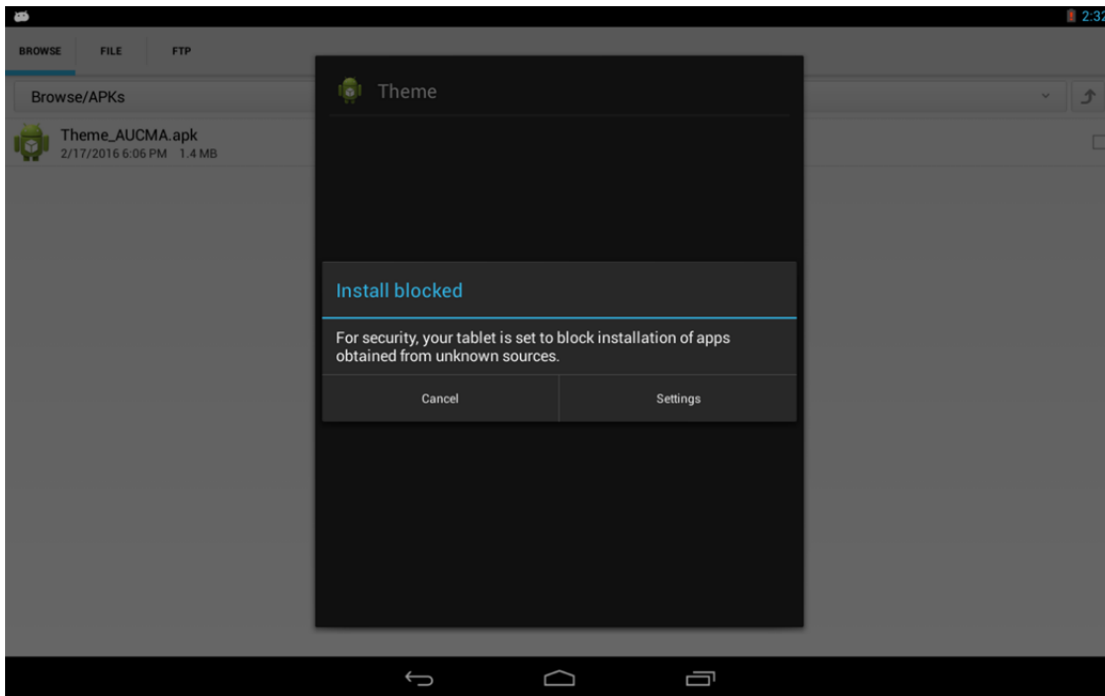 2:32
BROWSE FILE FTP
Browse/APKs
Theme_AUCMA.apk
2/17/2016 6:06 PM 1.4 MB
Theme
Install blocked
For security, your tablet is set to block installation of apps
obtained from unknown sources.
Cancel Settings